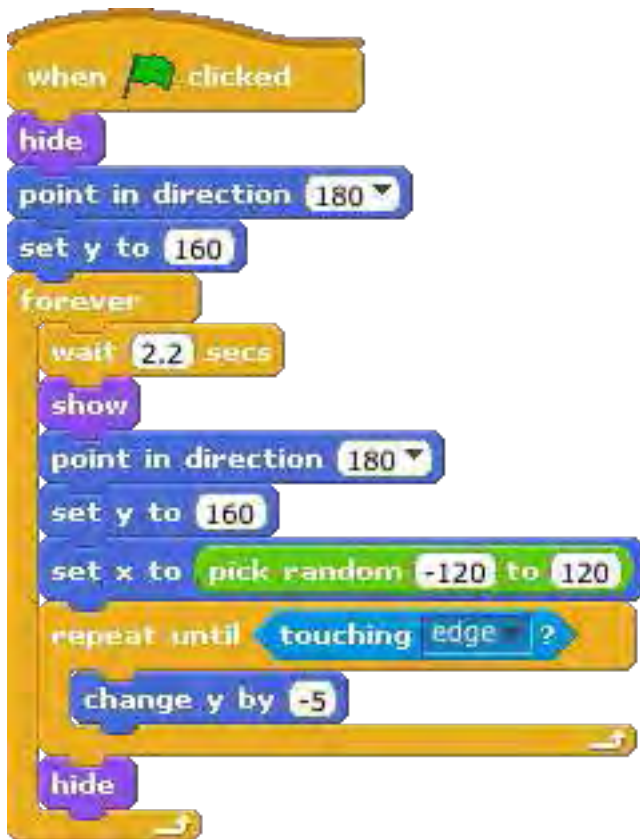 when clicked
hide
point in direction 180
set y to 160
forever
wait 2.2 secs
show
point in direction 180
set y to 160
set x to pick random -120 to 120
repeat until touching edge ?
change y by -5
hide